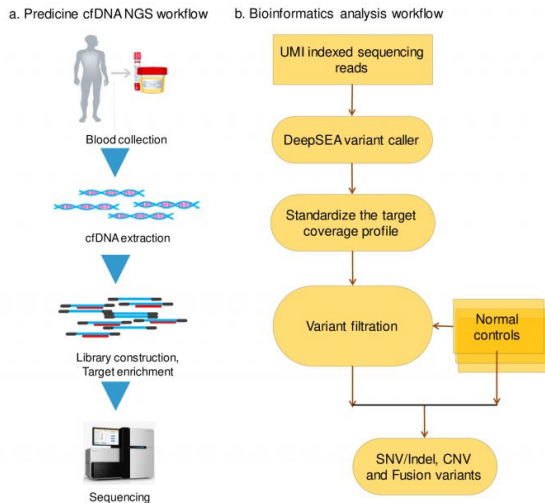 a. Predicine cfDNA NGS workflow
Blood collection
cfDNA extraction
Library construction,
Target enrichment
Sequencing
b. Bioinformatics analysis workflow
UMI indexed sequencing
reads
DeepSEA variant caller
Standardize the target
coverage profile
Variant filtration
Normal
controls
SNV/Indel, CNV
and Fusion variants